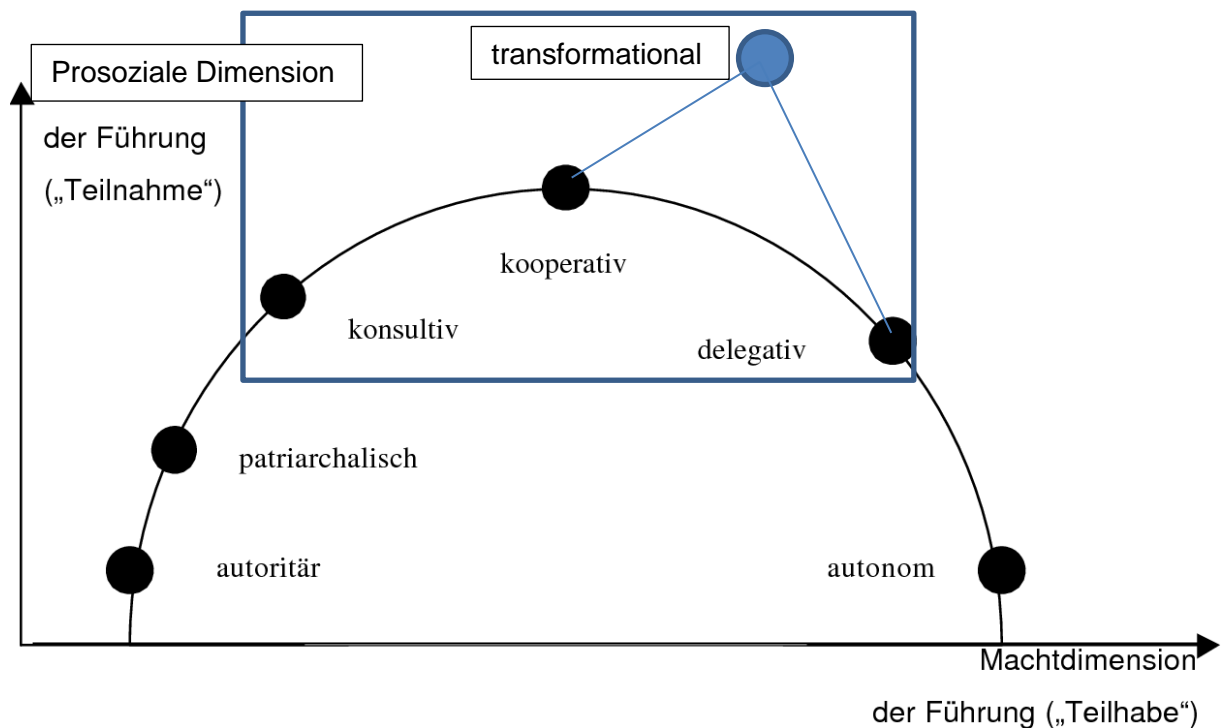 transformational
Prosoziale Dimension
der Führung
(„Teilnahme“)
kooperativ
konsultiv
delegativ
patriarchalisch
autoritär
autonom
Machtdimension
der Führung („Teilhabe“)